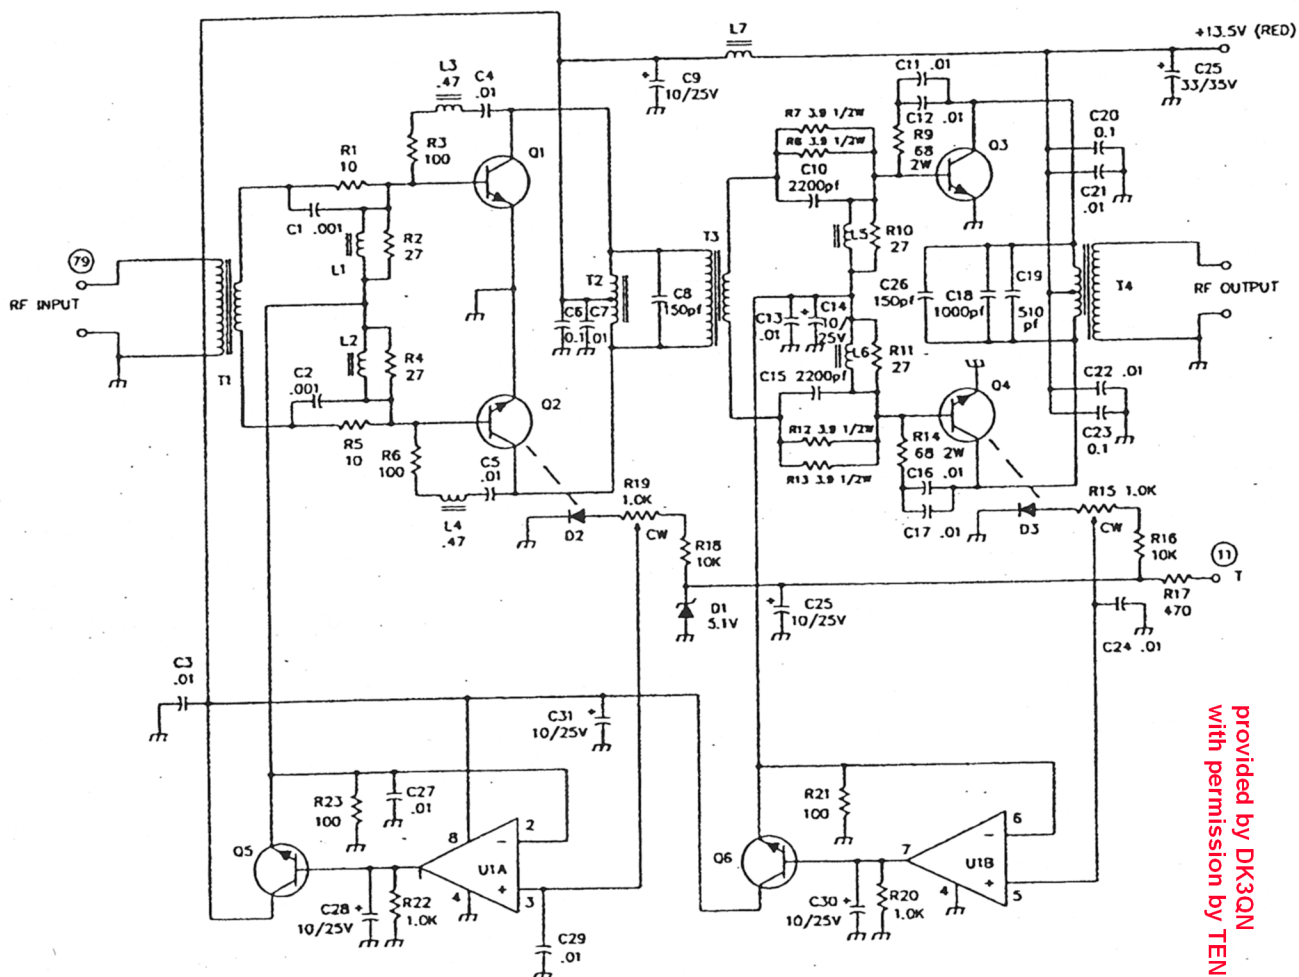 L7
+13.5V (RED)
L3
.47
C4
.01
C9
10/25V
C11 .01
C25
33/35V
C12 .01
R7 3.9 1/2W
R8 3.9 1/2W
R9
68
2W
C20
0.1
R3
100
Q1
Q3
R1
10
C10
2200pf
C21
.01
C1 .001
R2
27
L1
L5
R10
27
79
RF INPUT
T1
T2
T3
C8
150pf
C6
0.1
C7
.01
C13
.01
C14
10/
25V
C26
150pf
C18
1000pf
C19
510
pf
T4
RF OUTPUT
L2
R4
27
L6
R11
27
C2
.001
C15 2200pf
Q2
Q4
C22 .01
C23
0.1
R5
10
R6
100
C5
.01
L4
.47
R12 3.9 1/2W
R13 3.9 1/2W
R14
68 2W
C16 .01
C17 .01
R19
1.0K
CW
D2
R15 1.0K
CW
D3
R18
10K
R16
10K
11
T
R17
470
D1
5.1V
C25
10/25V
C24 .01
C3
.01
C31
10/25V
R23
100
C27
.01
R21
100
Q5
8
2
-
U1A
+
4
3
Q6
7
6
-
U1B
+
4
5
C28
10/25V
R22
1.0K
C29
.01
C30
10/25V
R20
1.0K
provided by DK3QN
with permission by TEN